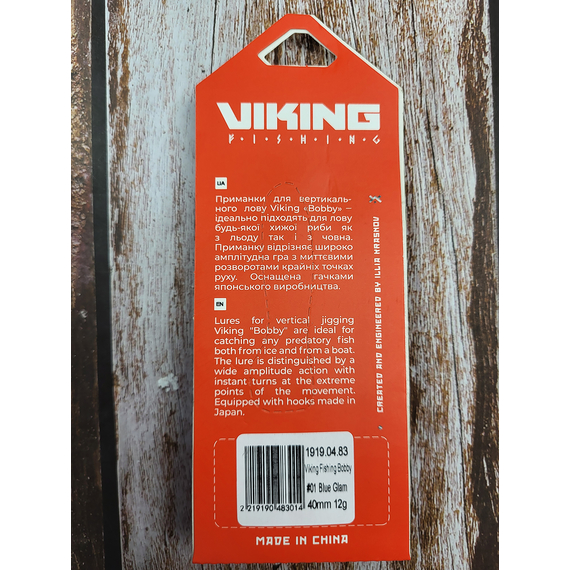 VIKING
F·I·S·H·I·N·G
UA
Приманки для вертикаль-
ного лову Viking «Bobby» –
ідеально підходять для лову
будь-якої хижої риби як
з льоду так і з човна.
Приманку відрізняє широко
амплітудна гра з миттєвими
розворотами крайніх точках
руху. Оснащена гачками
японського виробництва.
EN
Lures for vertical jigging
Viking "Bobby" are ideal for
catching any predatory fish
both from ice and from a boat.
The lure is distinguished by a
wide amplitude action with
instant turns at the extreme
points of the movement.
Equipped with hooks made in
Japan.
CREATED AND ENGINEERED BY ILLIA KRASNOV
1919.04.83
Viking Fishing Bobby
#01 Blue Glam
40mm 12g
2 219190 483014
MADE IN CHINA